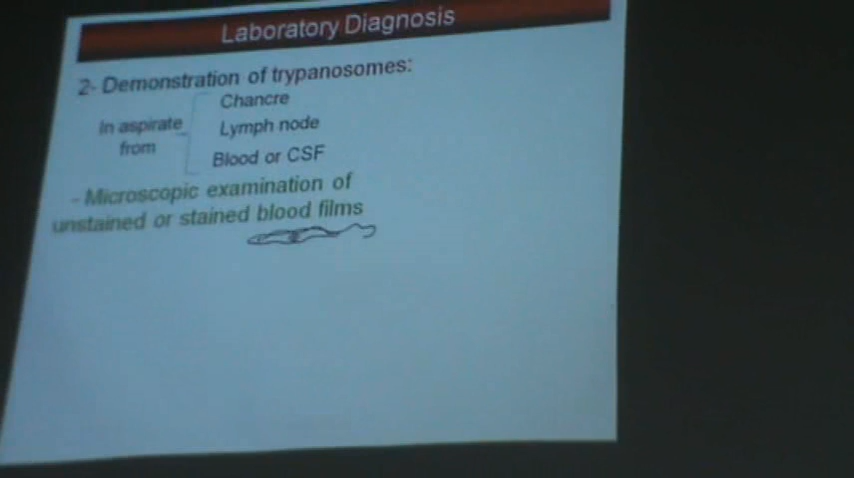 Laboratory Diagnosis
2- Demonstration of trypanosomes:
In aspirate from
Chancre
Lymph node
Blood or CSF
- Microscopic examination of
unstained or stained blood films